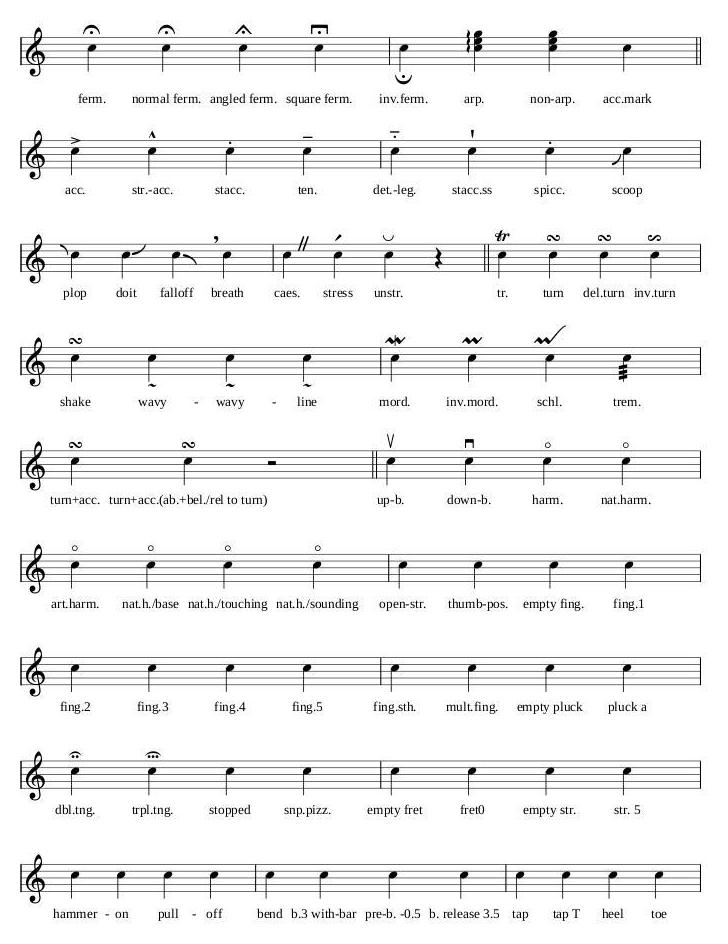 ferm. normal ferm. angled ferm. square ferm. inv.ferm. arp. non-arp. acc.mark
acc. str.-acc. stacc. ten. det.-leg. stacc.ss spicc. scoop
plop doit falloff breath caes. stress unstr. tr. turn del.turn inv.turn
shake wavy - wavy - line mord. inv.mord. schl. trem.
turn+acc. turn+acc.(ab.+bel./rel to turn) up-b. down-b. harm. nat.harm.
art.harm. nat.h./base nat.h./touching nat.h./sounding open-str. thumb-pos. empty fing. fing.1
fing.2 fing.3 fing.4 fing.5 fing.sth. mult.fing. empty pluck pluck a
dbl.tng. trpl.tng. stopped snp.pizz. empty fret fret0 empty str. str. 5
hammer - on pull - off bend b.3 with-bar pre-b. -0.5 b. release 3.5 tap tap T heel toe